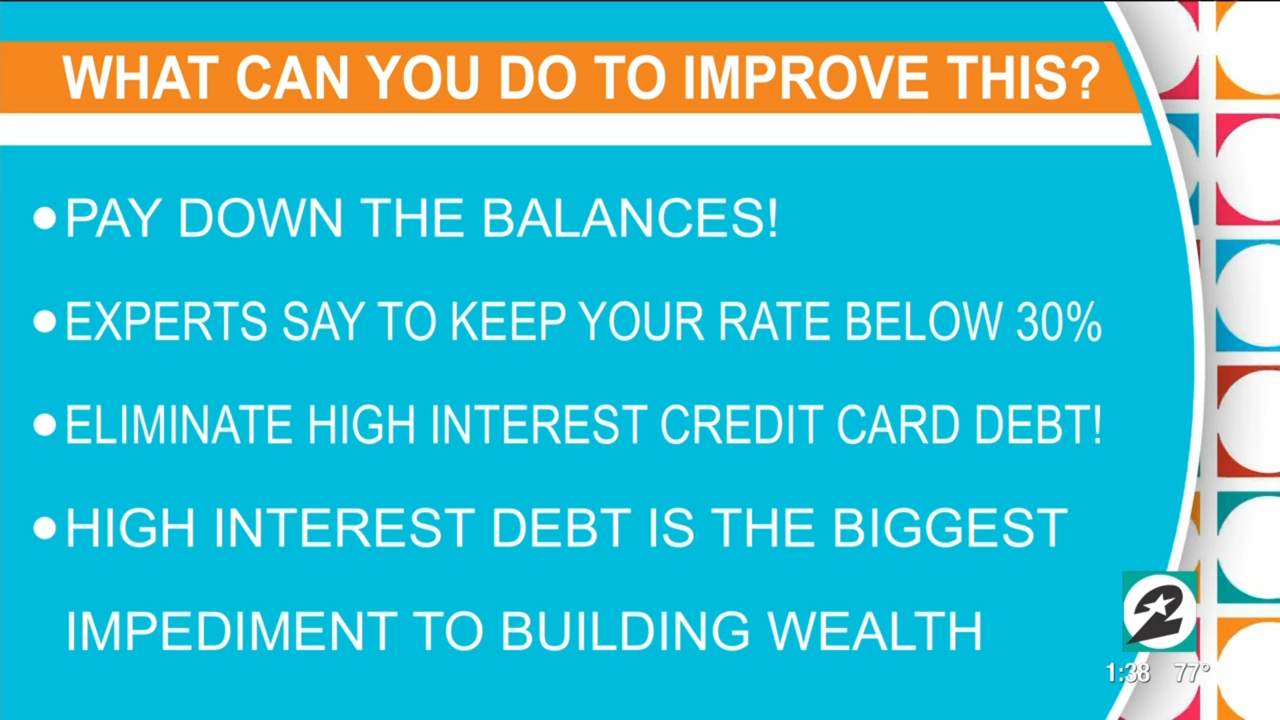 WHAT CAN YOU DO TO IMPROVE THIS?
●PAY DOWN THE BALANCES!
●EXPERTS SAY TO KEEP YOUR RATE BELOW 30%
●ELIMINATE HIGH INTEREST CREDIT CARD DEBT!
●HIGH INTEREST DEBT IS THE BIGGEST
IMPEDIMENT TO BUILDING WEALTH
2
1:38 77°